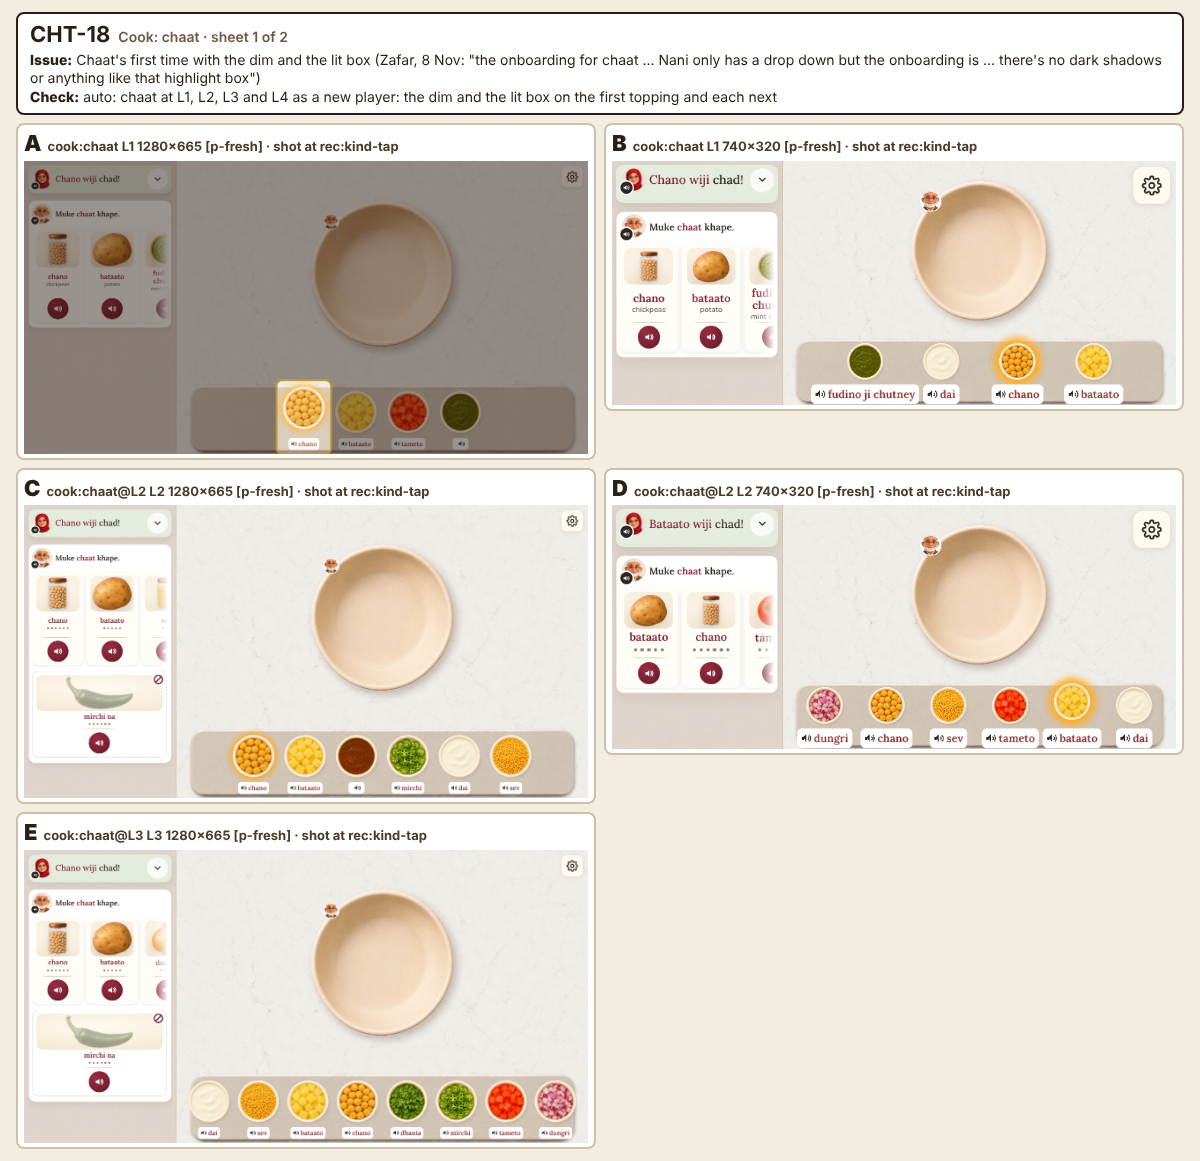 CHT-18 Cook: chaat · sheet 1 of 2
Issue: Chaat's first time with the dim and the lit box (Zafar, 8 Nov: "the onboarding for chaat ... Nani only has a drop down but the onboarding is ... there's no dark shadows
or anything like that highlight box")
Check: auto: chaat at L1, L2, L3 and L4 as a new player: the dim and the lit box on the first topping and each next
A cook:chaat L1 1280×665 [p-fresh] · shot at rec:kind-tap
Chano wiji chad!
Muke chaat khape.
chano bataato
chickpeas potato
chano bataato tameto
B cook:chaat L1 740×320 [p-fresh] · shot at rec:kind-tap
Chano wiji chad!
Muke chaat khape.
chano bataato
chickpeas potato
mint
fudino ji chutney dai chano bataato
C cook:chaat@L2 L2 1280×665 [p-fresh] · shot at rec:kind-tap
Chano wiji chad!
Muke chaat khape.
chano bataato
mirchi na
chano bataato mirchi dai sev
D cook:chaat@L2 L2 740×320 [p-fresh] · shot at rec:kind-tap
Bataato wiji chad!
Muke chaat khape.
bataato chano tam
dungri chano sev tameto bataato dai
E cook:chaat@L3 L3 1280×665 [p-fresh] · shot at rec:kind-tap
Chano wiji chad!
Muke chaat khape.
chano bataato
mirchi na
dai sev bataato chano dhania mirchi tameto dungri